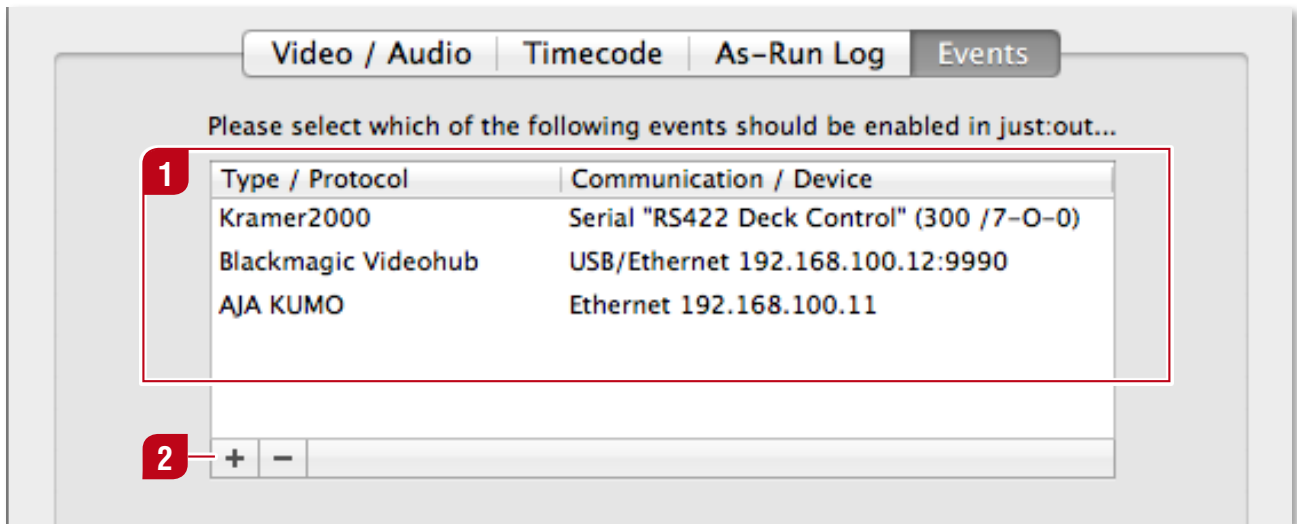 Video / Audio Timecode As-Run Log Events
Please select which of the following events should be enabled in just:out...
1
Type / Protocol Communication / Device
Kramer2000 Serial "RS422 Deck Control" (300 /7-O-0)
Blackmagic Videohub USB/Ethernet 192.168.100.12:9990
AJA KUMO Ethernet 192.168.100.11
2 + −